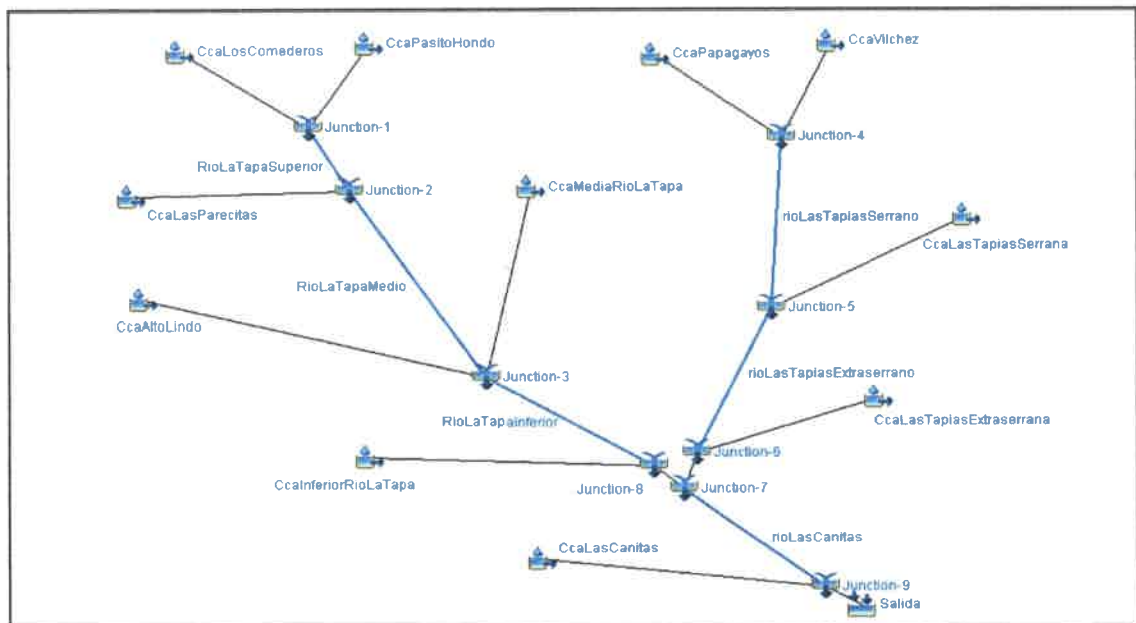 CcaLosComederos
CcaPasitoHondo
CcaPapagayos
CcaVilchez
Junction-1
Junction-4
RioLaTapaSuperior
Junction-2
CcaMediaRioLaTapa
CcaLasParecitas
rioLasTapiasSerrano
CcaLasTapiasSerrana
RioLaTapaMedio
CcaAltoLindo
Junction-5
Junction-3
rioLasTapiasExtraserrano
RioLaTapaInferior
CcaLasTapiasExtraserrana
Junction-6
CcaInferiorRioLaTapa
Junction-8
Junction-7
rioLasCanitas
CcaLasCanitas
Junction-9
Salida